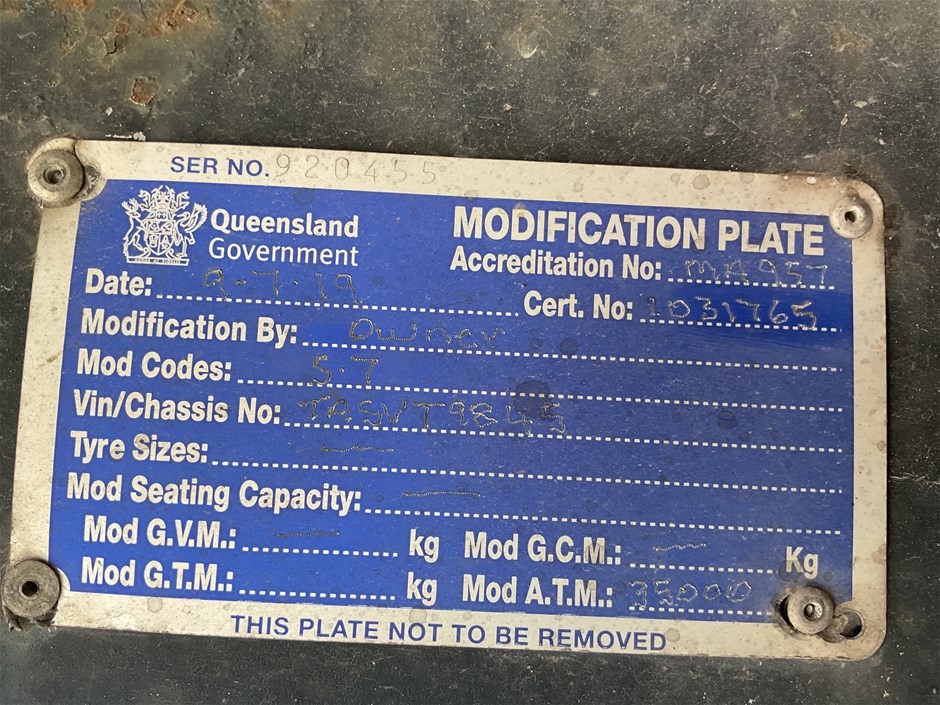 SER NO. 920455
Queensland
Government
MODIFICATION PLATE
Accreditation No: MA957
Date: 9-7-19
Cert. No: 1031765
Modification By: Owner
Mod Codes: S.7
Vin/Chassis No: TASVT9845
Tyre Sizes: —
Mod Seating Capacity: —
Mod G.V.M.: — kg Mod G.C.M.: — Kg
Mod G.T.M.: kg Mod A.T.M.: 35000
THIS PLATE NOT TO BE REMOVED